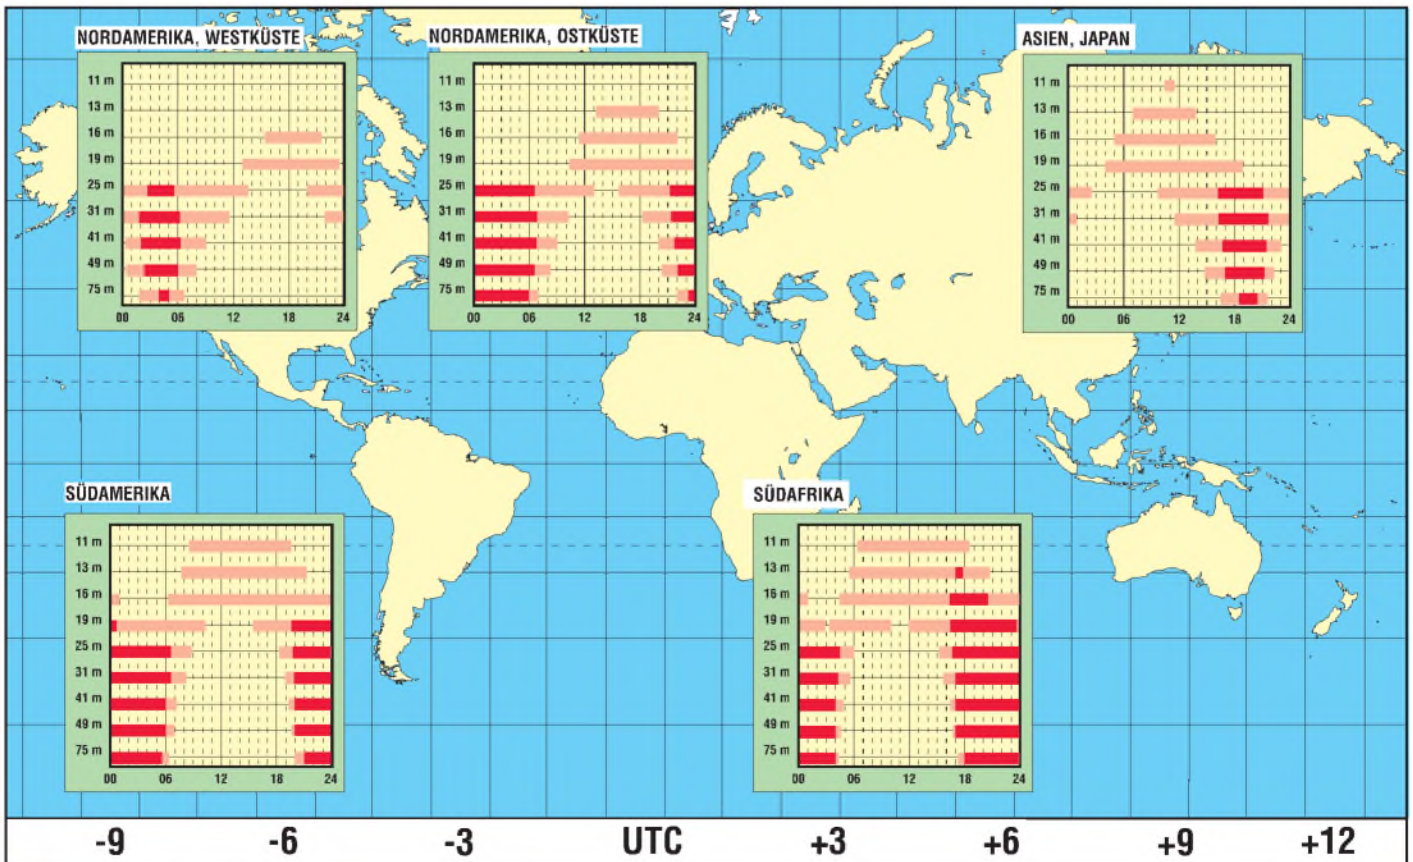 NORDAMERIKA, WESTKÜSTE
11 m
13 m
16 m
19 m
25 m
31 m
41 m
49 m
75 m
00 06 12 18 24
NORDAMERIKA, OSTKÜSTE
11 m
13 m
16 m
19 m
25 m
31 m
41 m
49 m
75 m
00 06 12 18 24
ASIEN, JAPAN
11 m
13 m
16 m
19 m
25 m
31 m
41 m
49 m
75 m
00 06 12 18 24
SÜDAMERIKA
11 m
13 m
16 m
19 m
25 m
31 m
41 m
49 m
75 m
00 06 12 18 24
SÜDAFRIKA
11 m
13 m
16 m
19 m
25 m
31 m
41 m
49 m
75 m
00 06 12 18 24
-9 -6 -3 UTC +3 +6 +9 +12